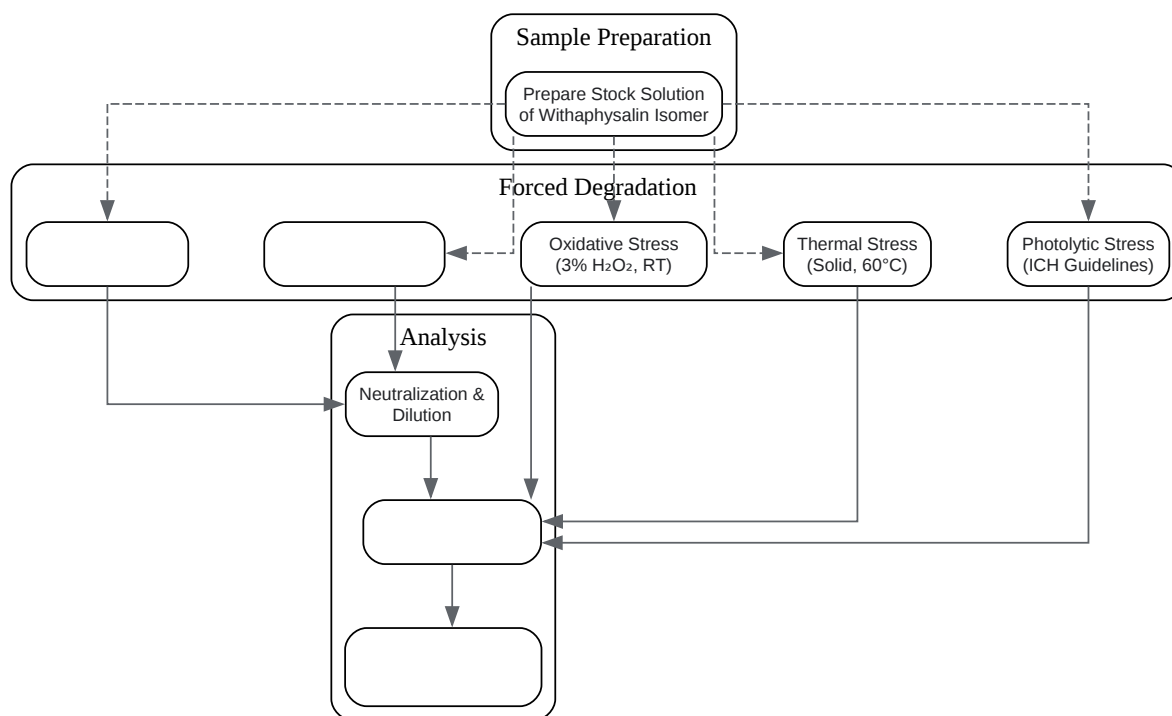 Sample Preparation
Prepare Stock Solution
of Withaphysalin Isomer
Forced Degradation
Oxidative Stress
(3% H₂O₂, RT)
Thermal Stress
(Solid, 60°C)
Photolytic Stress
(ICH Guidelines)
Analysis
Neutralization &
Dilution